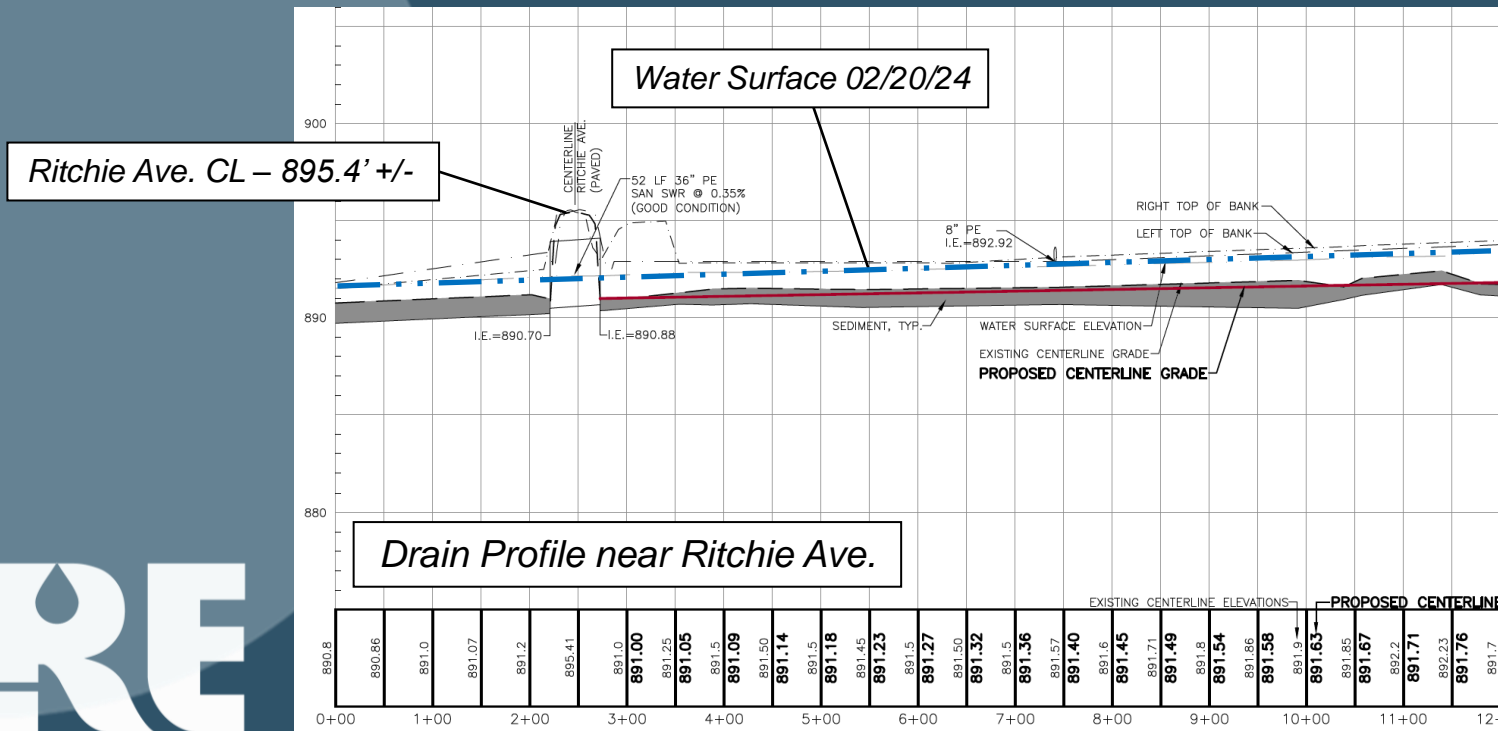 Water Surface 02/20/24
900
Ritchie Ave. CL – 895.4' +/-
CENTERLINE
RITCHIE AVE.
(PAVED)
52 LF 36" PE
SAN SWR @ 0.35%
(GOOD CONDITION)
8" PE
I.E.=892.92
RIGHT TOP OF BANK
LEFT TOP OF BANK
890
I.E.=890.70
I.E.=890.88
SEDIMENT, TYP.
WATER SURFACE ELEVATION
EXISTING CENTERLINE GRADE
PROPOSED CENTERLINE GRADE
880
Drain Profile near Ritchie Ave.
EXISTING CENTERLINE ELEVATIONS
PROPOSED CENTERLINE
890.8
890.86
891.0
891.07
891.2
895.41
891.0
891.00
891.25
891.05
891.5
891.09
891.50
891.14
891.5
891.18
891.45
891.23
891.5
891.27
891.50
891.32
891.5
891.36
891.57
891.40
891.6
891.45
891.71
891.49
891.8
891.54
891.86
891.58
891.9
891.63
891.85
891.67
892.2
891.71
892.23
891.76
891.7
0+00 1+00 2+00 3+00 4+00 5+00 6+00 7+00 8+00 9+00 10+00 11+00 12+
RE